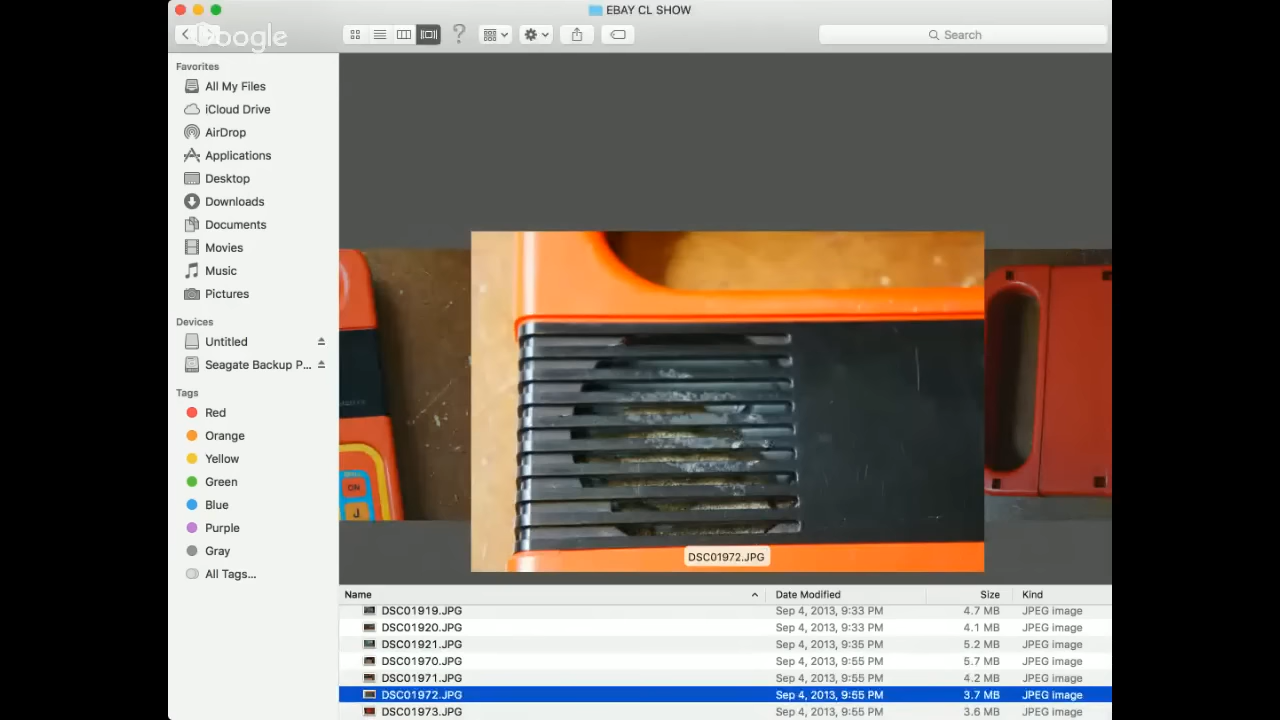 EBAY CL SHOW
Google
Search
Favorites
All My Files
iCloud Drive
AirDrop
Applications
Desktop
Downloads
Documents
Movies
Music
Pictures
Devices
Untitled
Seagate Backup P...
Tags
Red
Orange
Yellow
Green
Blue
Purple
Gray
All Tags...
ON
J
DSC01972.JPG
Name Date Modified Size Kind
DSC01919.JPG Sep 4, 2013, 9:33 PM 4.7 MB JPEG image
DSC01920.JPG Sep 4, 2013, 9:33 PM 4.1 MB JPEG image
DSC01921.JPG Sep 4, 2013, 9:35 PM 5.2 MB JPEG image
DSC01970.JPG Sep 4, 2013, 9:55 PM 5.7 MB JPEG image
DSC01971.JPG Sep 4, 2013, 9:55 PM 4.2 MB JPEG image
DSC01972.JPG Sep 4, 2013, 9:55 PM 3.7 MB JPEG image
DSC01973.JPG Sep 4, 2013, 9:55 PM 3.6 MB JPEG image